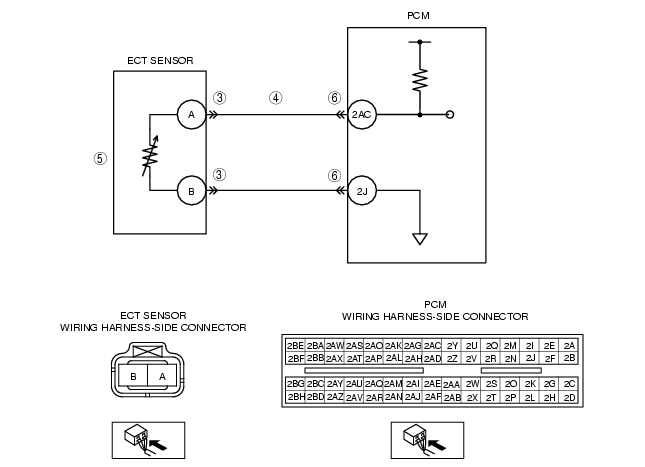 PCM
ECT SENSOR
③ ④ ⑥
A 2AC
⑤
③ ⑥
B 2J
ECT SENSOR
WIRING HARNESS-SIDE CONNECTOR
B A
PCM
WIRING HARNESS-SIDE CONNECTOR
2BE 2BA 2AW 2AS 2AO 2AK 2AG 2AC 2Y 2U 2Q 2M 2I 2E 2A
2BF 2BB 2AX 2AT 2AP 2AL 2AH 2AD 2Z 2V 2R 2N 2J 2F 2B
2BG 2BC 2AY 2AU 2AQ 2AM 2AI 2AE 2AA 2W 2S 2O 2K 2G 2C
2BH 2BD 2AZ 2AV 2AR 2AN 2AJ 2AF 2AB 2X 2T 2P 2L 2H 2D